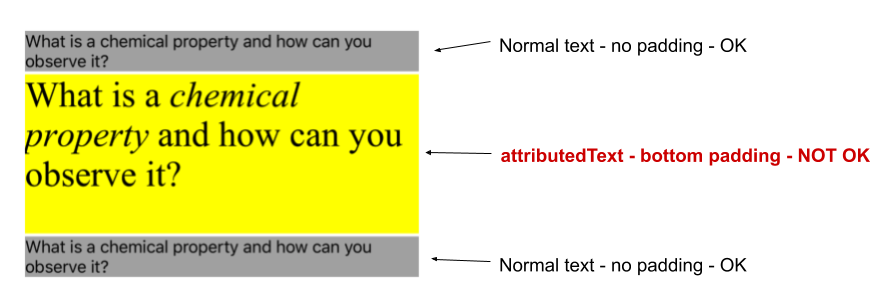 What is a chemical property and how can you
observe it?
Normal text - no padding - OK
What is a chemical
property and how can you
observe it?
attributedText - bottom padding - NOT OK
What is a chemical property and how can you
observe it?
Normal text - no padding - OK